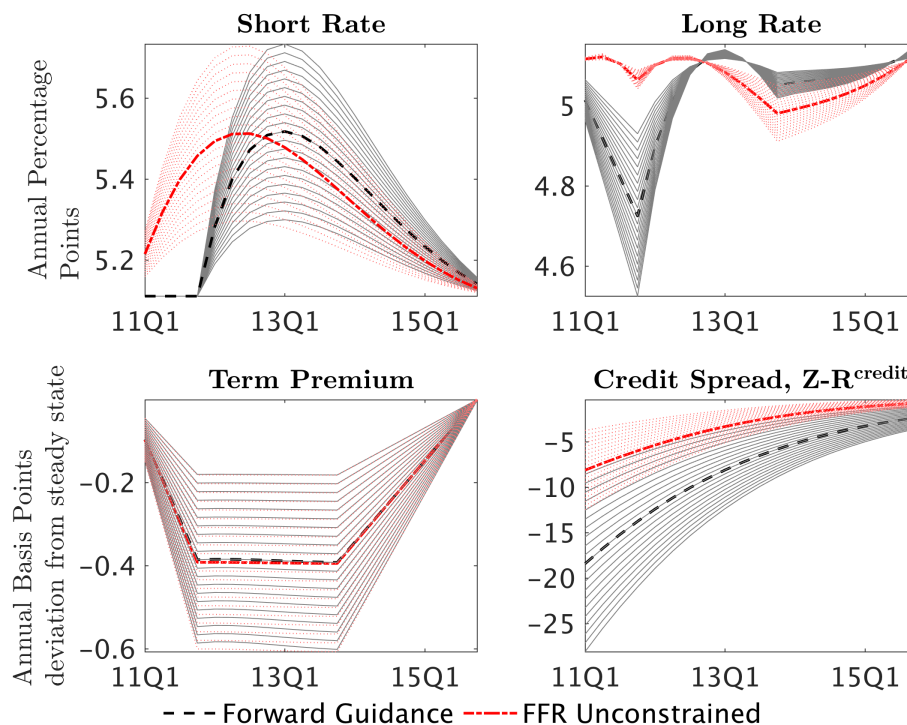 Short Rate
Long Rate
Annual Percentage
Points
5.6
5.4
5.2
11Q1
13Q1
15Q1
5
4.8
4.6
11Q1
13Q1
15Q1
Term Premium
Credit Spread, Z-R^credit
Annual Basis Points
deviation from steady state
−0.2
−0.4
−0.6
11Q1
13Q1
15Q1
−5
−10
−15
−20
−25
11Q1
13Q1
15Q1
Forward Guidance
FFR Unconstrained